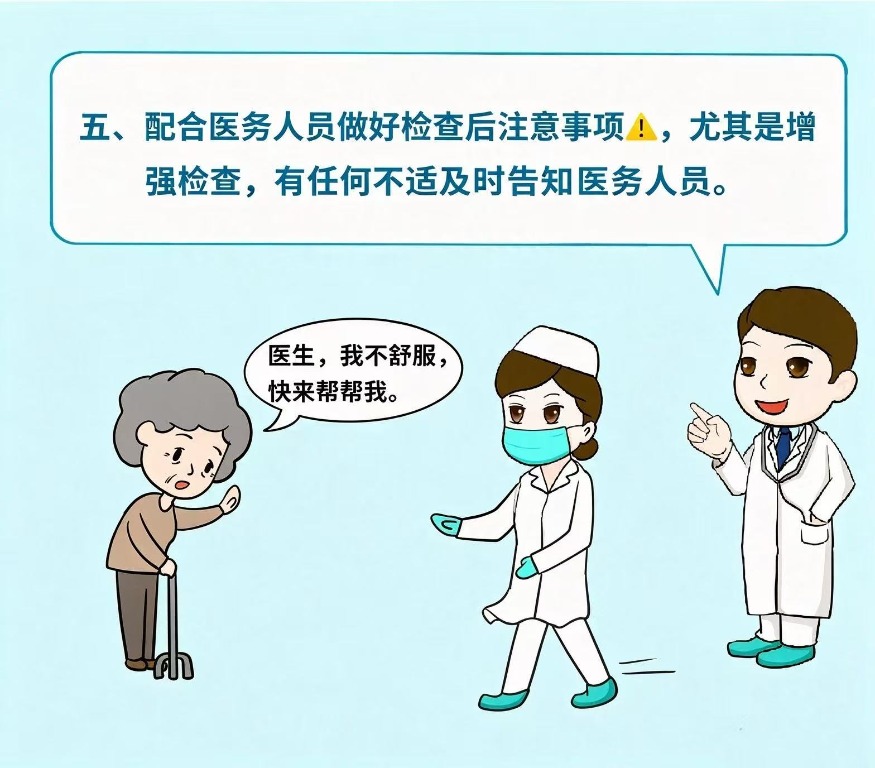 五、配合医务人员做好检查后注意事项⚠，尤其是增
强检查，有任何不适及时告知医务人员。
医生，我不舒服，
快来帮帮我。